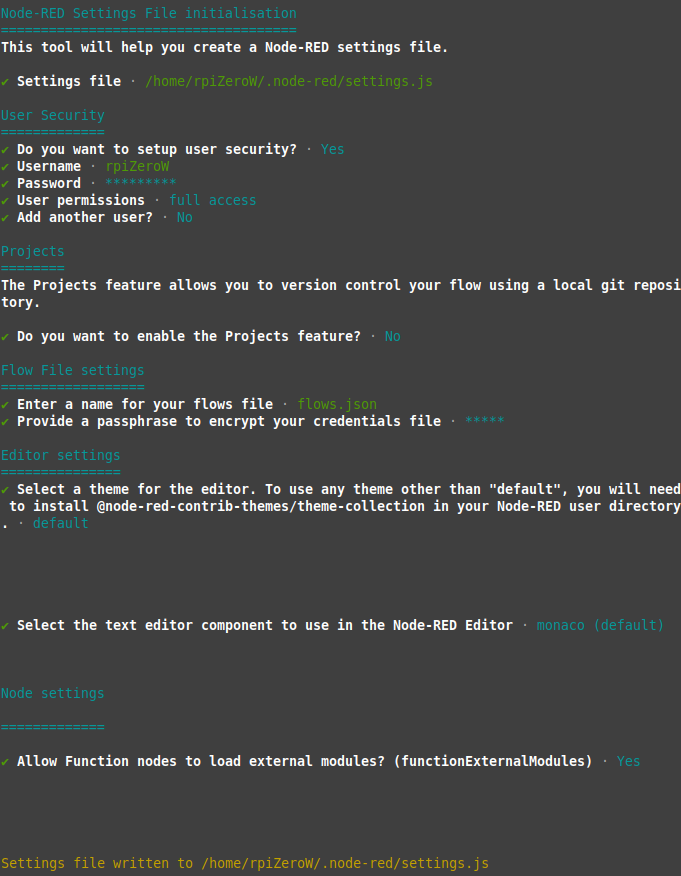 Node-RED Settings File initialisation
=====================================
This tool will help you create a Node-RED settings file.
✔ Settings file · /home/rpiZeroW/.node-red/settings.js
User Security
=============
✔ Do you want to setup user security? · Yes
✔ Username · rpiZeroW
✔ Password · *********
✔ User permissions · full access
✔ Add another user? · No
Projects
========
The Projects feature allows you to version control your flow using a local git reposi
tory.
✔ Do you want to enable the Projects feature? · No
Flow File settings
==================
✔ Enter a name for your flows file · flows.json
✔ Provide a passphrase to encrypt your credentials file · *****
Editor settings
===============
✔ Select a theme for the editor. To use any theme other than "default", you will need
to install @node-red-contrib-themes/theme-collection in your Node-RED user directory
. · default
✔ Select the text editor component to use in the Node-RED Editor · monaco (default)
Node settings
=============
✔ Allow Function nodes to load external modules? (functionExternalModules) · Yes
Settings file written to /home/rpiZeroW/.node-red/settings.js